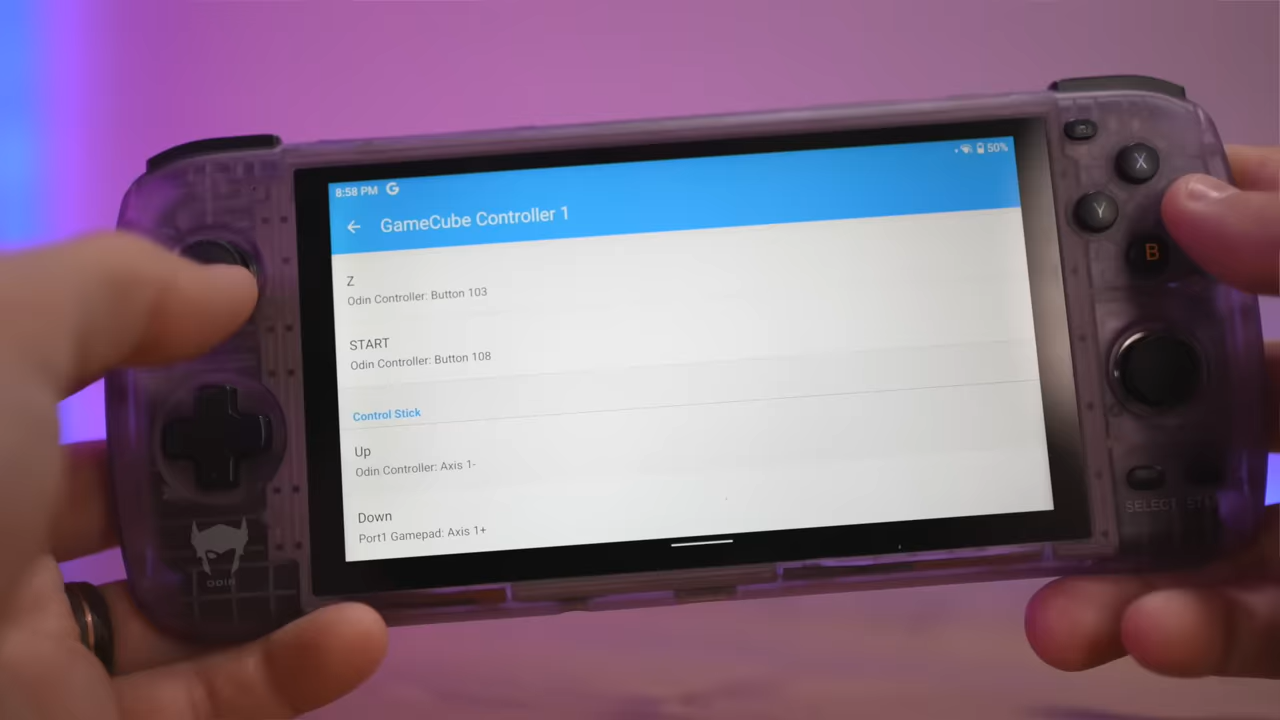 8:58 PM G 50%
GameCube Controller 1
Z
Odin Controller: Button 103
START
Odin Controller: Button 108
Control Stick
Up
Odin Controller: Axis 1-
Down
Port1 Gamepad: Axis 1+
X
Y
B
SELECT
ODIN